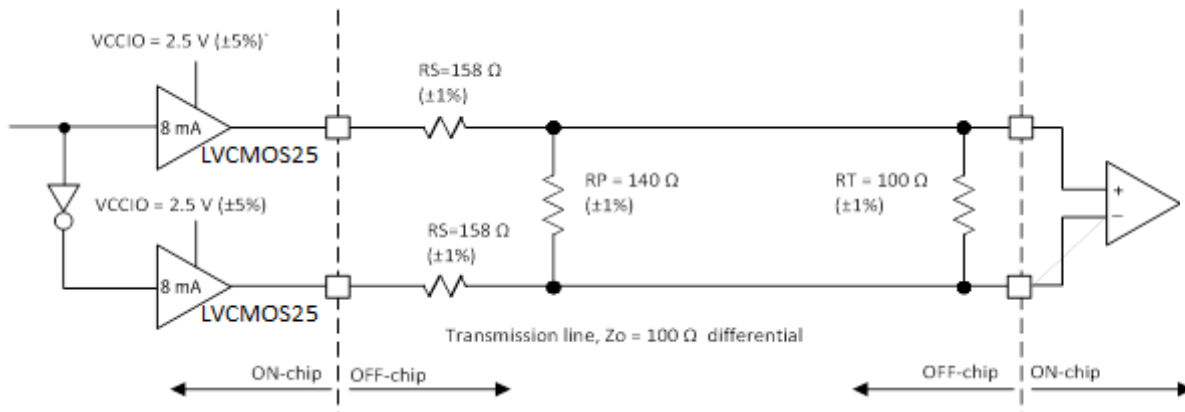 VCCIO = 2.5 V (±5%)`
8 mA
LVCMOS25
RS=158 Ω
(±1%)
RP = 140 Ω
(±1%)
RT = 100 Ω
(±1%)
+
−
VCCIO = 2.5 V (±5%)
RS=158 Ω
(±1%)
8 mA
LVCMOS25
Transmission line, Zo = 100 Ω differential
ON-chip
OFF-chip
OFF-chip
ON-chip